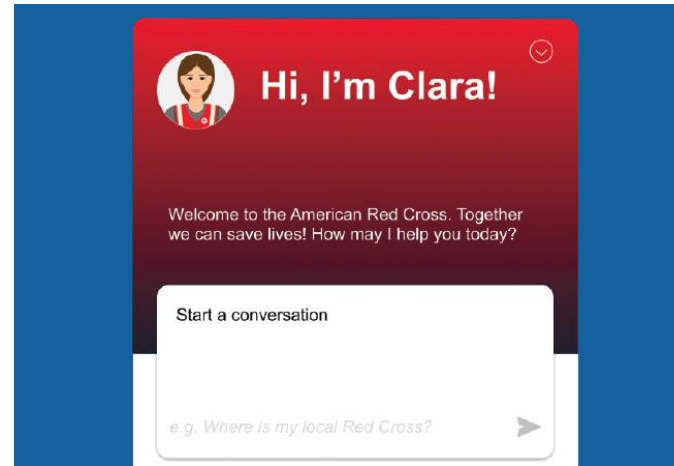 Hi, I'm Clara!
Welcome to the American Red Cross. Together
we can save lives! How may I help you today?
Start a conversation
e.g. Where is my local Red Cross?